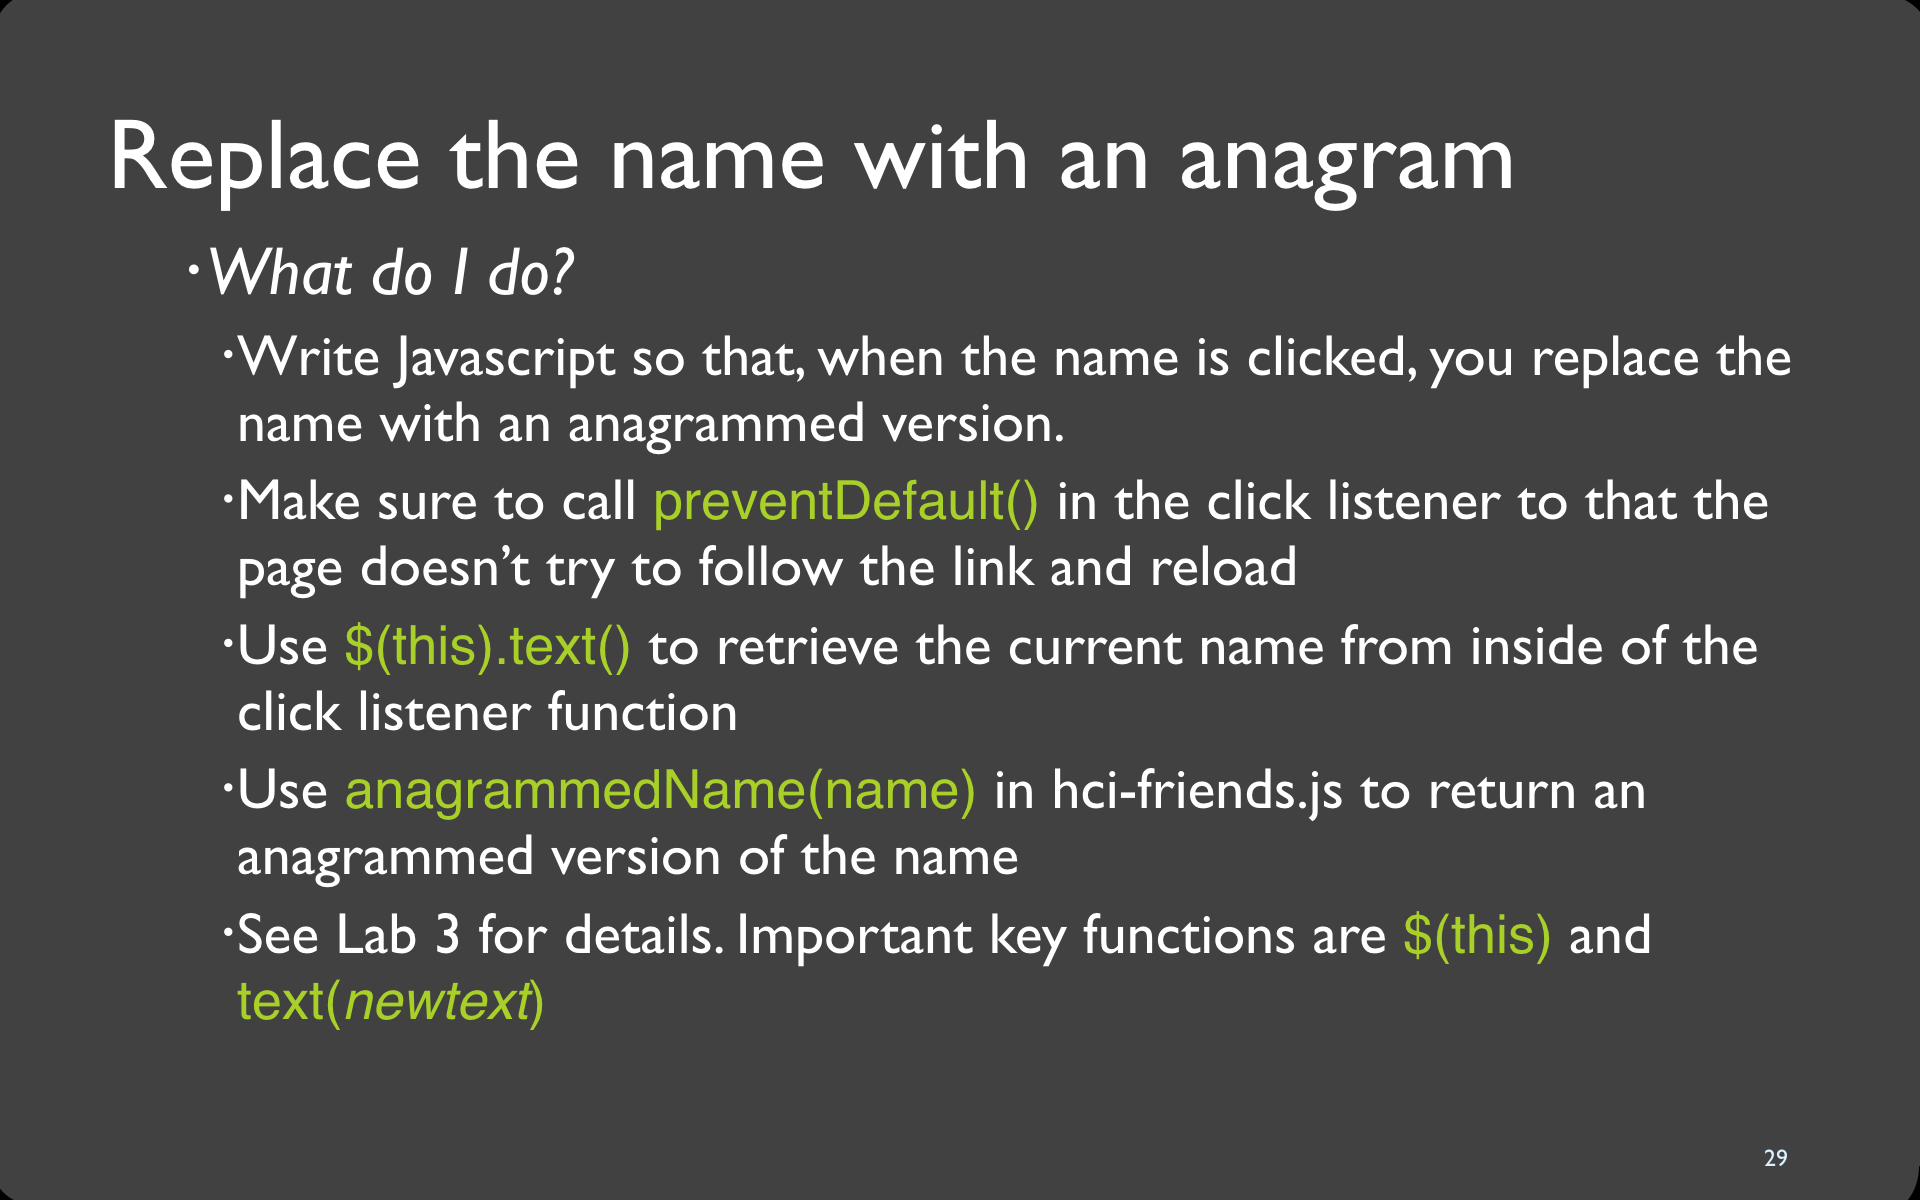 Replace the name with an anagram
•What do I do?
•Write Javascript so that, when the name is clicked, you replace the
name with an anagrammed version.
•Make sure to call preventDefault() in the click listener to that the
page doesn’t try to follow the link and reload
•Use $(this).text() to retrieve the current name from inside of the
click listener function
•Use anagrammedName(name) in hci-friends.js to return an
anagrammed version of the name
•See Lab 3 for details. Important key functions are $(this) and
text(newtext)
29